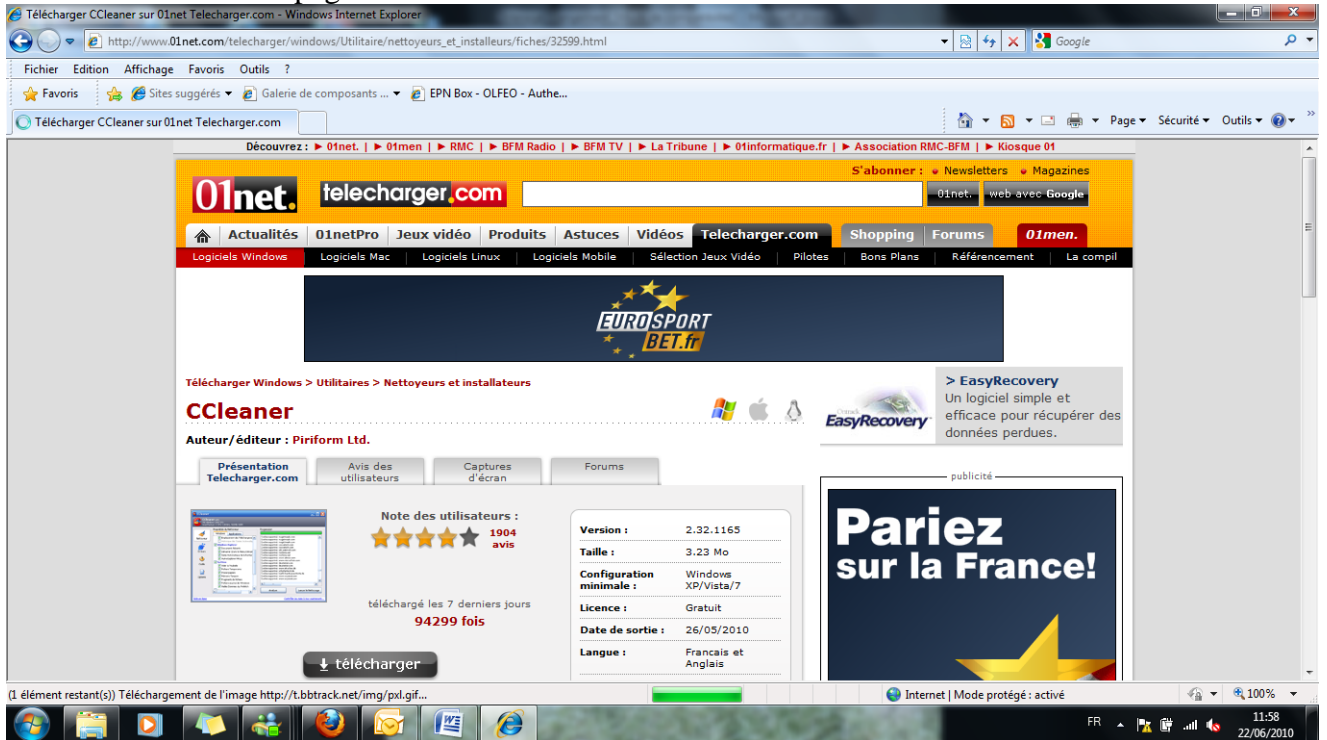 Télécharger CCleaner sur 01net Telecharger.com - Windows Internet Explorer
http://www.01net.com/telecharger/windows/Utilitaire/nettoyeurs_et_installeurs/fiches/32599.html
Google
Fichier Edition Affichage Favoris Outils ?
Favoris Sites suggérés Galerie de composants ... EPN Box - OLFEO - Authe...
Télécharger CCleaner sur 01net Telecharger.com
Page Sécurité Outils
Découvrez : 01net. | 01men | RMC | BFM Radio | BFM TV | La Tribune | 01informatique.fr | Association RMC-BFM | Kiosque 01
S'abonner : Newsletters Magazines
01net. telecharger.com 01net. web avec Google
Actualités 01netPro Jeux vidéo Produits Astuces Vidéos Telecharger.com Shopping Forums 01men.
Logiciels Windows Logiciels Mac Logiciels Linux Logiciels Mobile Sélection Jeux Vidéo Pilotes Bons Plans Référencement La compil
EUROSPORT
BET.fr
Télécharger Windows > Utilitaires > Nettoyeurs et installateurs
CCleaner
Auteur/éditeur : Piriform Ltd.
EasyRecovery
> EasyRecovery
Un logiciel simple et
efficace pour récupérer des
données perdues.
Présentation
Telecharger.com
Avis des
utilisateurs
Captures
d'écran
Forums
Note des utilisateurs :
1904
avis
téléchargé les 7 derniers jours
94299 fois
télécharger
Version : 2.32.1165
Taille : 3.23 Mo
Configuration
minimale : Windows
XP/Vista/7
Licence : Gratuit
Date de sortie : 26/05/2010
Langue : Francais et
Anglais
publicité
Pariez
sur la France!
(1 élément restant(s)) Téléchargement de l'image http://t.bbtrack.net/img/pxl.gif...
Internet | Mode protégé : activé
100%
FR
11:58
22/06/2010